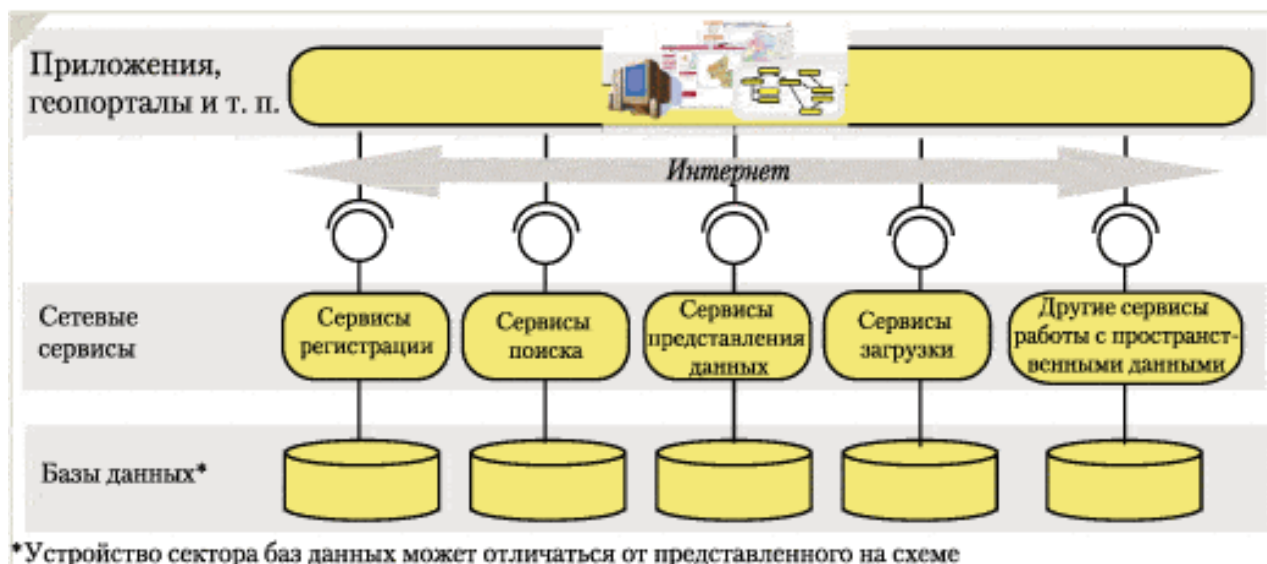 Приложения,
геопорталы и т. п.
Интернет
Сетевые
сервисы
Сервисы
регистрации
Сервисы
поиска
Сервисы
представления
данных
Сервисы
загрузки
Другие сервисы
работы с пространст-
венными данными
Базы данных*
*Устройство сектора баз данных может отличаться от представленного на схеме